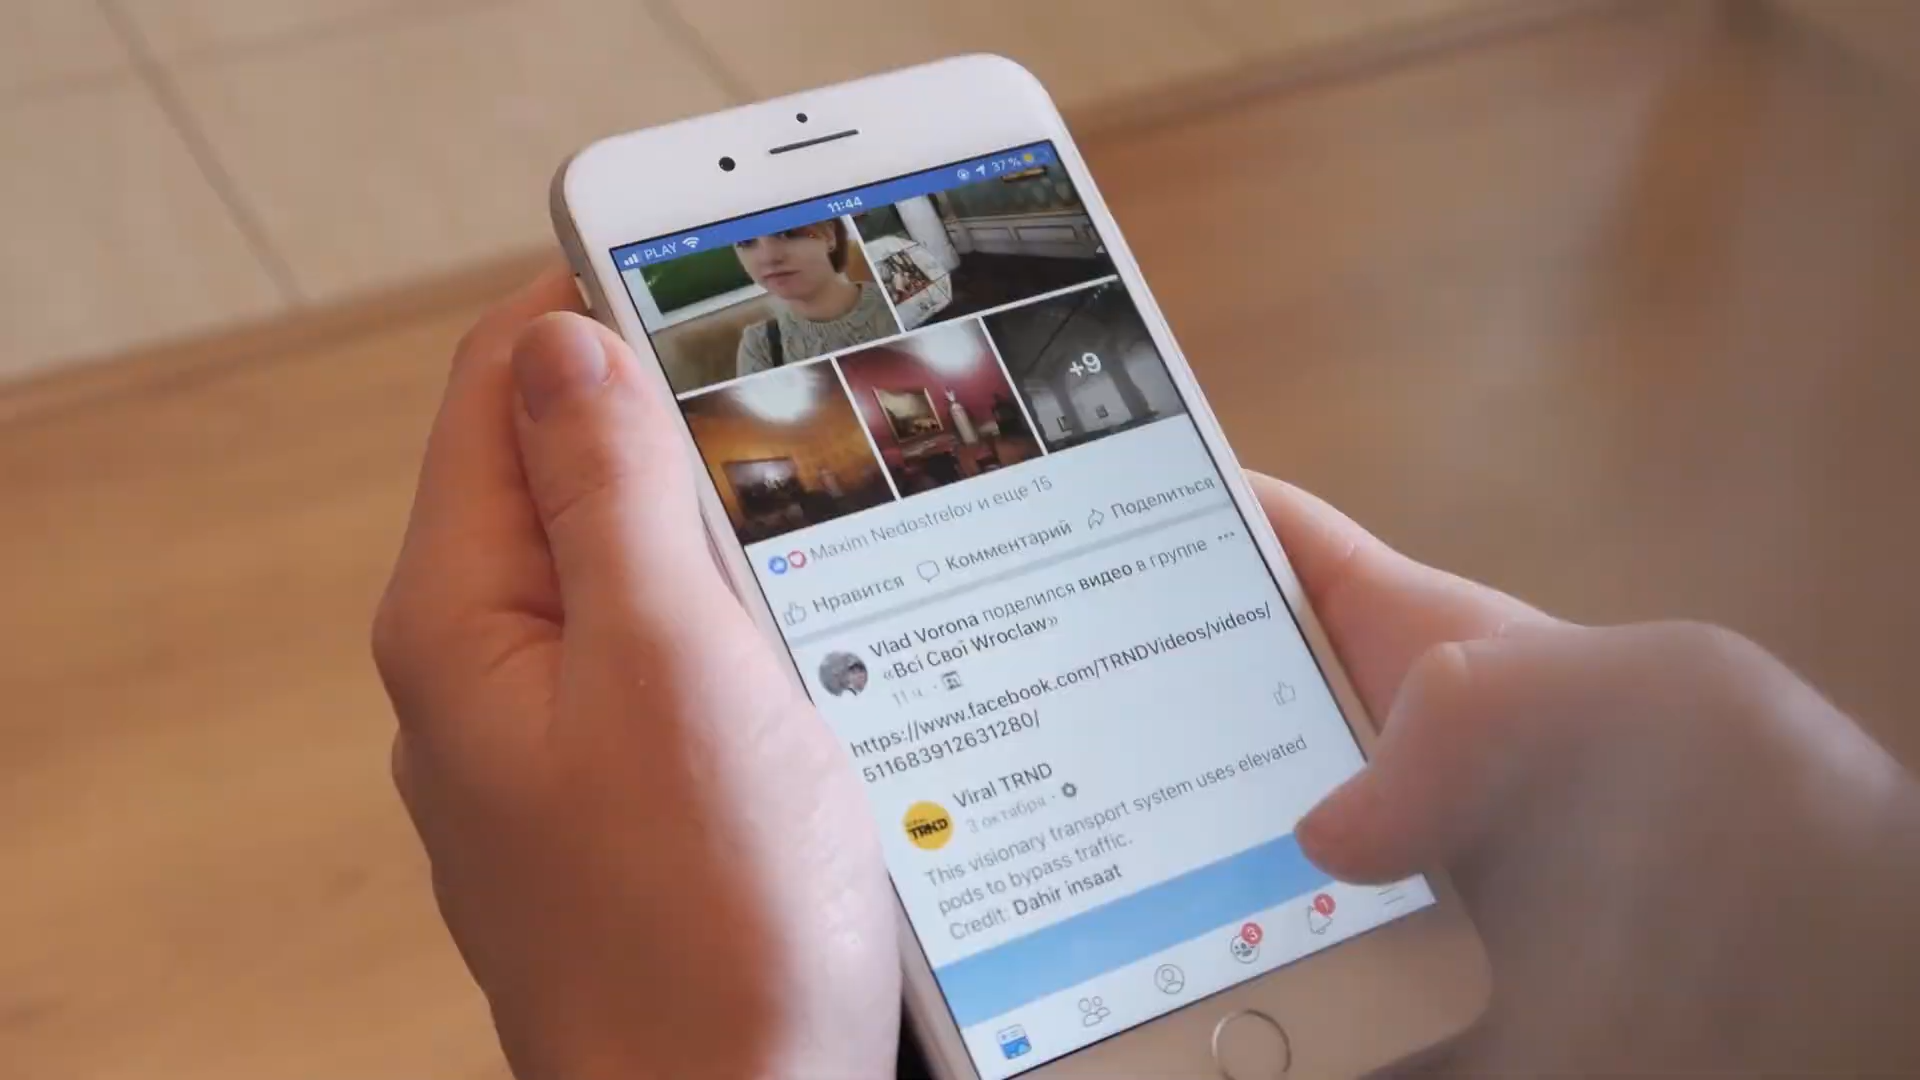 PLAY 11:44 37 %
+9
Maxim Nedostrelov и еще 15
Нравится Комментарий Поделиться
Vlad Vorona поделился видео в группе
«Всі Свої Wroclaw»
11 ч.
https://www.facebook.com/TRNDVideos/videos/
511683912631280/
Viral TRND
3 октября
TRND
This visionary transport system uses elevated
pods to bypass traffic.
Credit: Dahir insaat
3
1